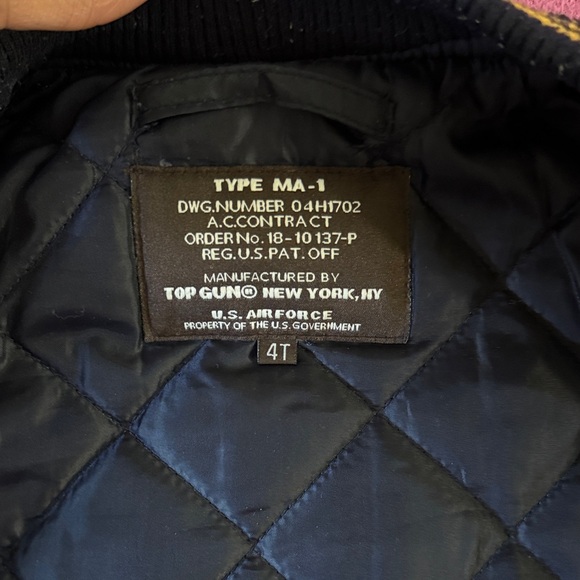 TYPE MA-1
DWG.NUMBER 04H1702
A.C.CONTRACT
ORDER No. 18-10137-P
REG.U.S.PAT.OFF
MANUFACTURED BY
TOP GUN® NEW YORK,NY
U.S.AIRFORCE
PROPERTY OF THE U.S.GOVERNMENT
4T